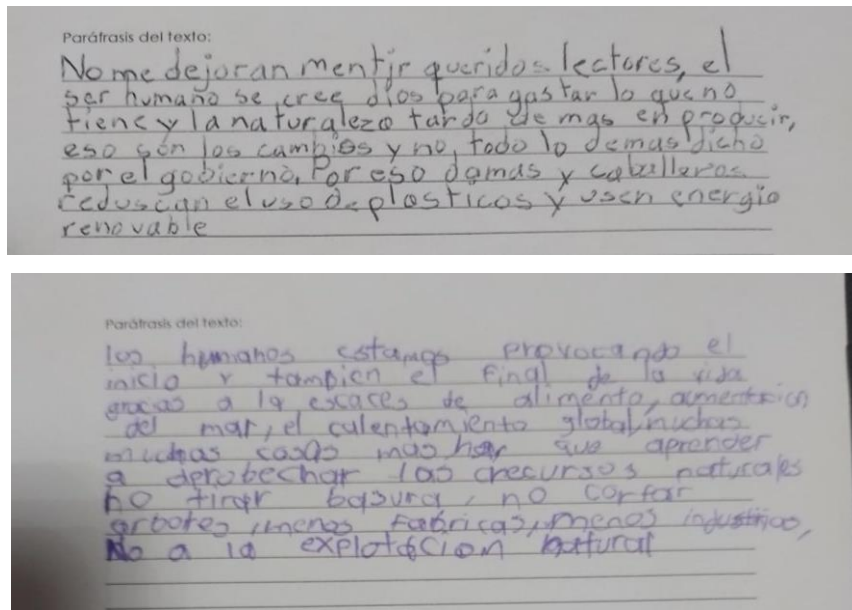 Paráfrasis del texto:
No me dejaran mentir queridos lectores, el
ser humano se cree dios para gastar lo que no
tiene y la naturaleza tarda de mas en producir,
eso son los cambios y no, todo lo demas dicho
por el gobierno, Por eso damas y caballeros
reduscan el uso de plasticos y usen energia
renovable
Paráfrasis del texto:
los humanos estamos provocando el
inicio y tambien el final de la vida
gracias a la escaces de alimento,
del mar, el calentamiento global, muchas
muchas cosas mas hay que aprender
a derobechar las crecursos naturales
no tirar basura, no cortar
arboles, menos fabricas, menos industrias,
No a la explotacion natural